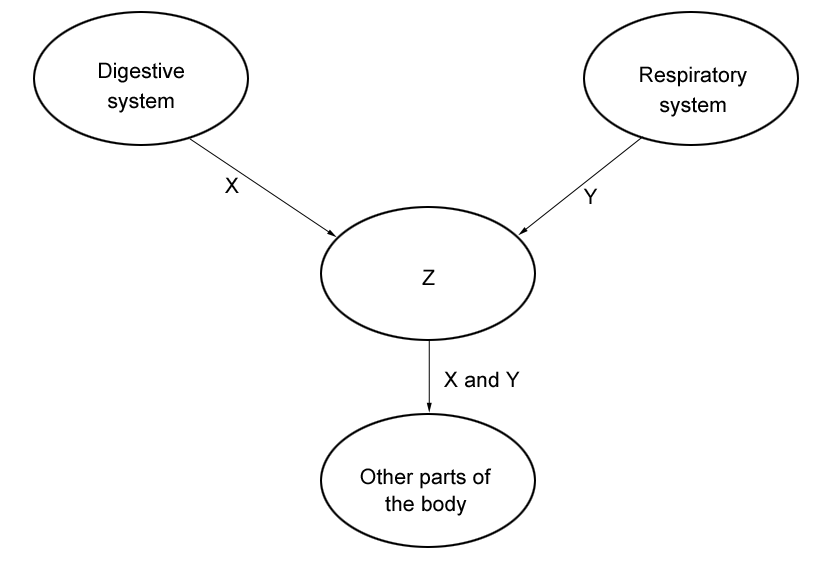 Digestive
system
Respiratory
system
X
Y
Z
X and Y
Other parts of
the body